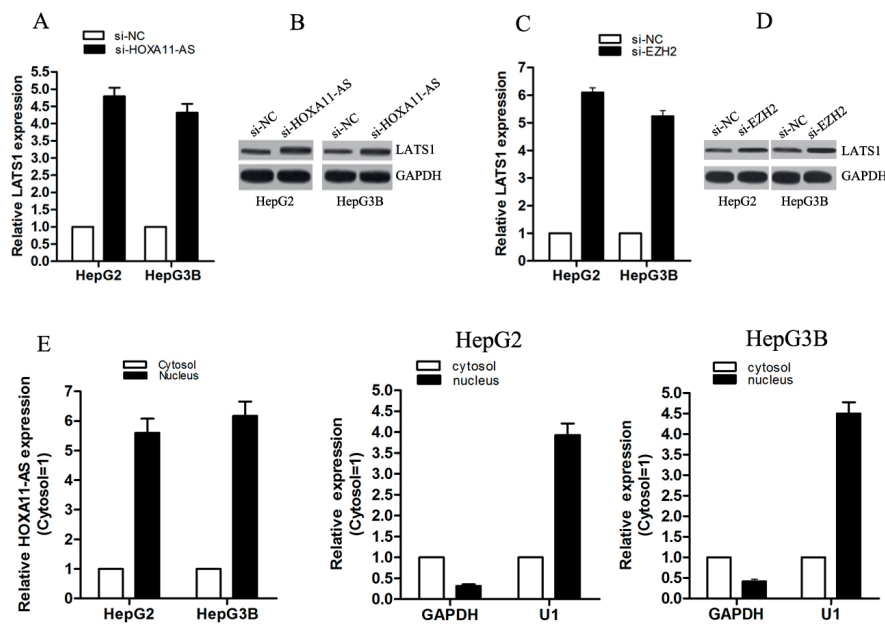 A
si-NC
si-HOXA11-AS
Relative LATS1 expression
5.5
5.0
4.5
4.0
3.5
3.0
2.5
2.0
1.5
1.0
0.5
0.0
HepG2 HepG3B
B
si-NC si-HOXA11-AS si-NC si-HOXA11-AS
LATS1
GAPDH
HepG2 HepG3B
C
si-NC
si-EZH2
Relative LATS1 expression
7
6
5
4
3
2
1
0
HepG2 HepG3B
D
si-NC si-EZH2 si-NC si-EZH2
LATS1
GAPDH
HepG2 HepG3B
E
Cytosol
Nucleus
Relative HOXA11-AS expression
(Cytosol=1)
7
6
5
4
3
2
1
0
HepG2 HepG3B
HepG2
cytosol
nucleus
Relative expression
(Cytosol=1)
5.0
4.5
4.0
3.5
3.0
2.5
2.0
1.5
1.0
0.5
0.0
GAPDH U1
HepG3B
cytosol
nucleus
Relative expression
(Cytosol=1)
5.0
4.5
4.0
3.5
3.0
2.5
2.0
1.5
1.0
0.5
0.0
GAPDH U1